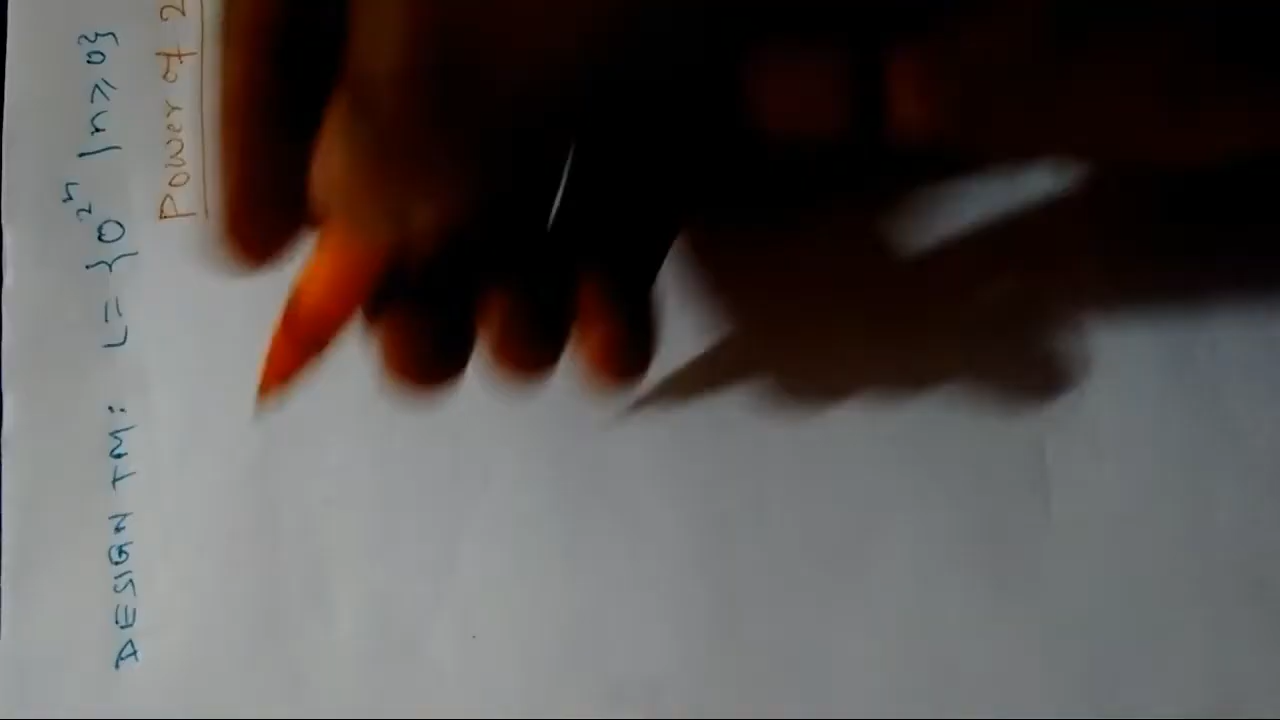 DESIGN TM: L = {0^2^n | n ≥ 0}
Power of 2